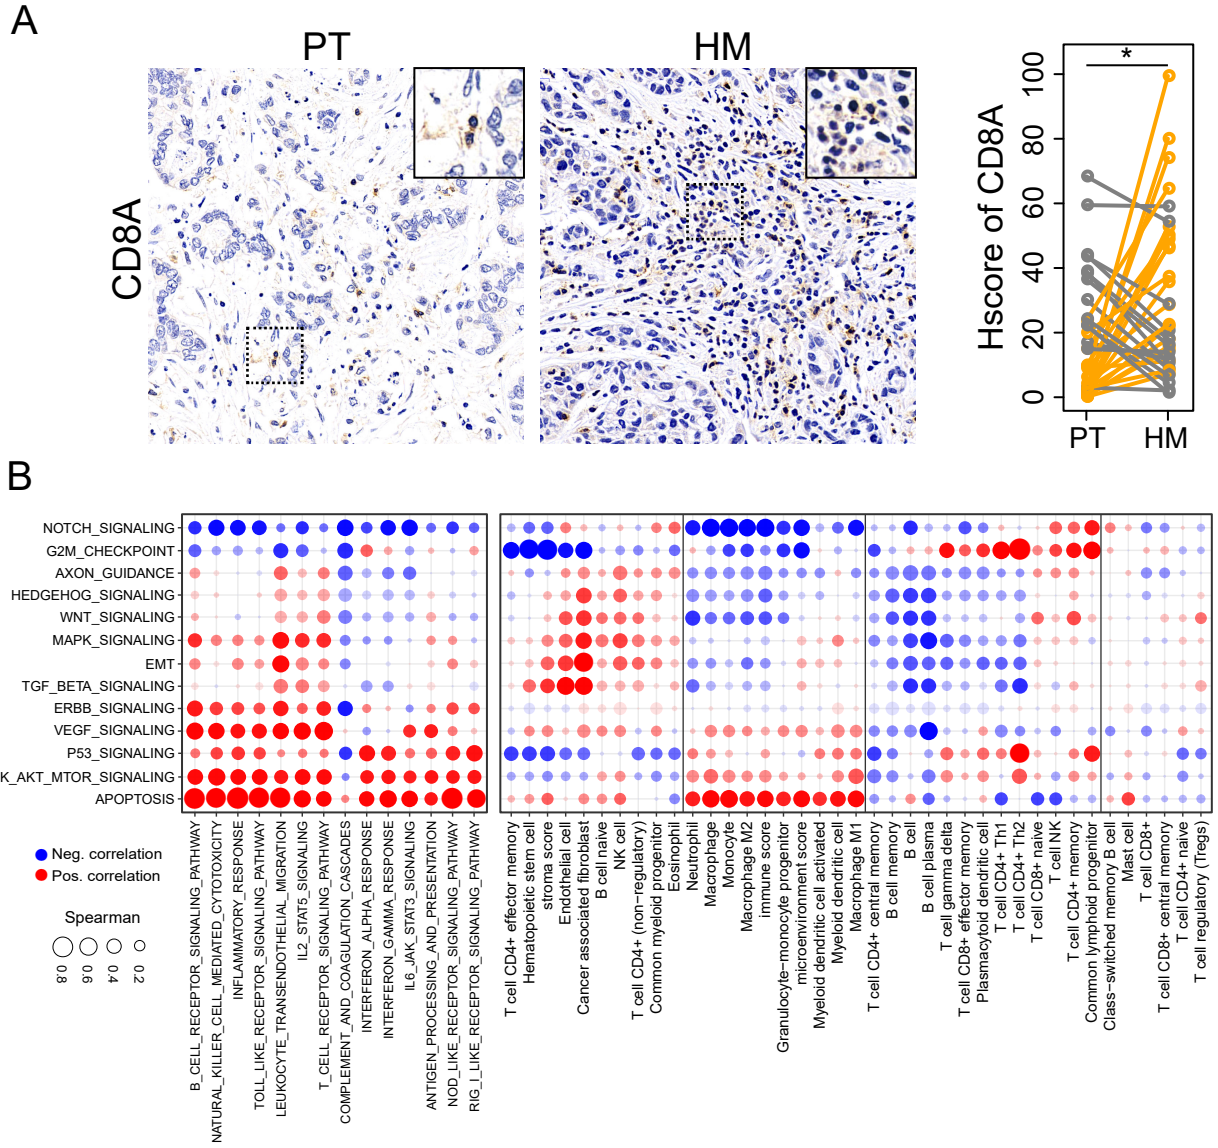 A
PT
HM
CD8A
Hscore of CD8A
*
100
80
60
40
20
0
PT
HM
B
NOTCH_SIGNALING
G2M_CHECKPOINT
AXON_GUIDANCE
HEDGEHOG_SIGNALING
WNT_SIGNALING
MAPK_SIGNALING
EMT
TGF_BETA_SIGNALING
ERBB_SIGNALING
VEGF_SIGNALING
P53_SIGNALING
K_AKT_MTOR_SIGNALING
APOPTOSIS
Neg. correlation
Pos. correlation
Spearman
0.8
0.6
0.4
0.2
B_CELL_RECEPTOR_SIGNALING_PATHWAY
NATURAL_KILLER_CELL_MEDIATED_CYTOTOXICITY
INFLAMMATORY_RESPONSE
TOLL_LIKE_RECEPTOR_SIGNALING_PATHWAY
LEUKOCYTE_TRANSENDOTHELIAL_MIGRATION
IL2_STAT5_SIGNALING
T_CELL_RECEPTOR_SIGNALING_PATHWAY
COMPLEMENT_AND_COAGULATION_CASCADES
INTERFERON_ALPHA_RESPONSE
INTERFERON_GAMMA_RESPONSE
IL6_JAK_STAT3_SIGNALING
ANTIGEN_PROCESSING_AND_PRESENTATION
NOD_LIKE_RECEPTOR_SIGNALING_PATHWAY
RIG_I_LIKE_RECEPTOR_SIGNALING_PATHWAY
T cell CD4+ effector memory
Hematopoietic stem cell
stroma score
Endothelial cell
Cancer associated fibroblast
B cell naive
NK cell
T cell CD4+ (non-regulatory)
Common myeloid progenitor
Eosinophil
Neutrophil
Macrophage
Monocyte
Macrophage M2
immune score
Granulocyte-monocyte progenitor
microenvironment score
Myeloid dendritic cell activated
Myeloid dendritic cell
Macrophage M1
T cell CD4+ central memory
B cell memory
B cell
B cell plasma
T cell gamma delta
T cell CD8+ effector memory
Plasmacytoid dendritic cell
T cell CD4+ Th1
T cell CD4+ Th2
T cell CD8+ naive
T cell NK
T cell CD4+ memory
Common lymphoid progenitor
Class-switched memory B cell
Mast cell
T cell CD8+
T cell CD8+ central memory
T cell CD4+ naive
T cell regulatory (Tregs)